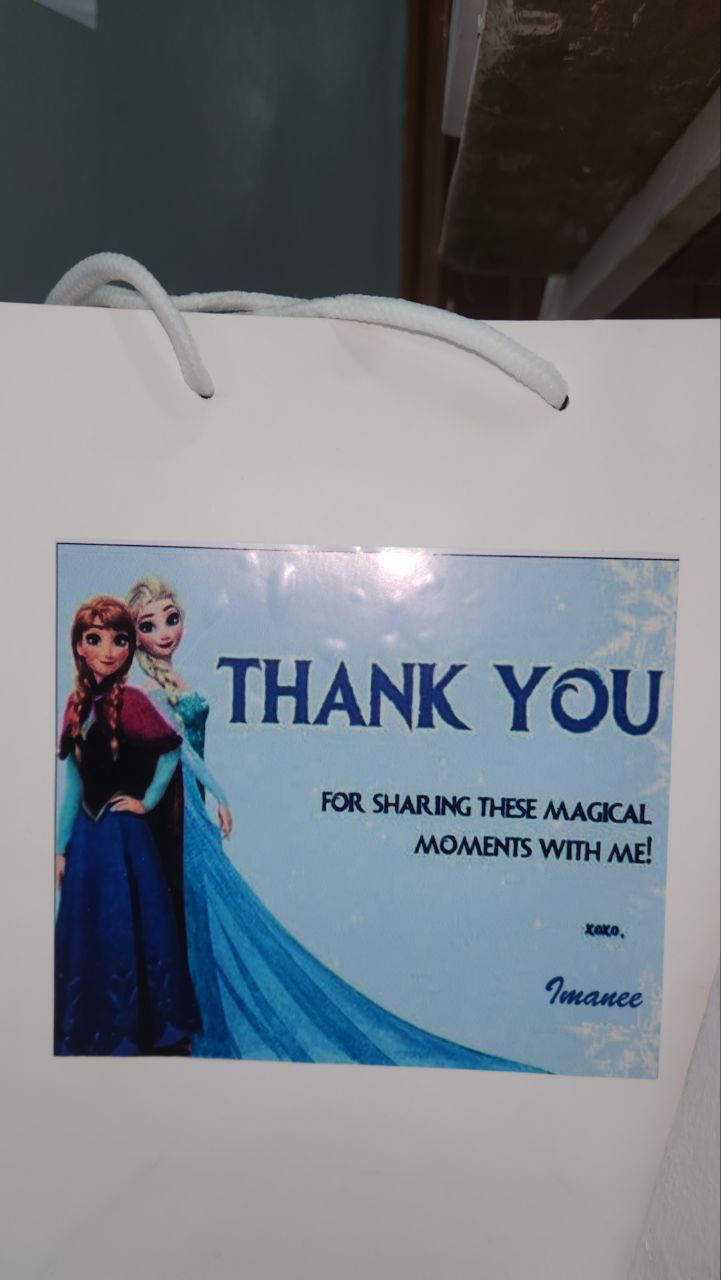 THANK YOU
FOR SHARING THESE MAGICAL
MOMENTS WITH ME!
xoxo,
Imanee